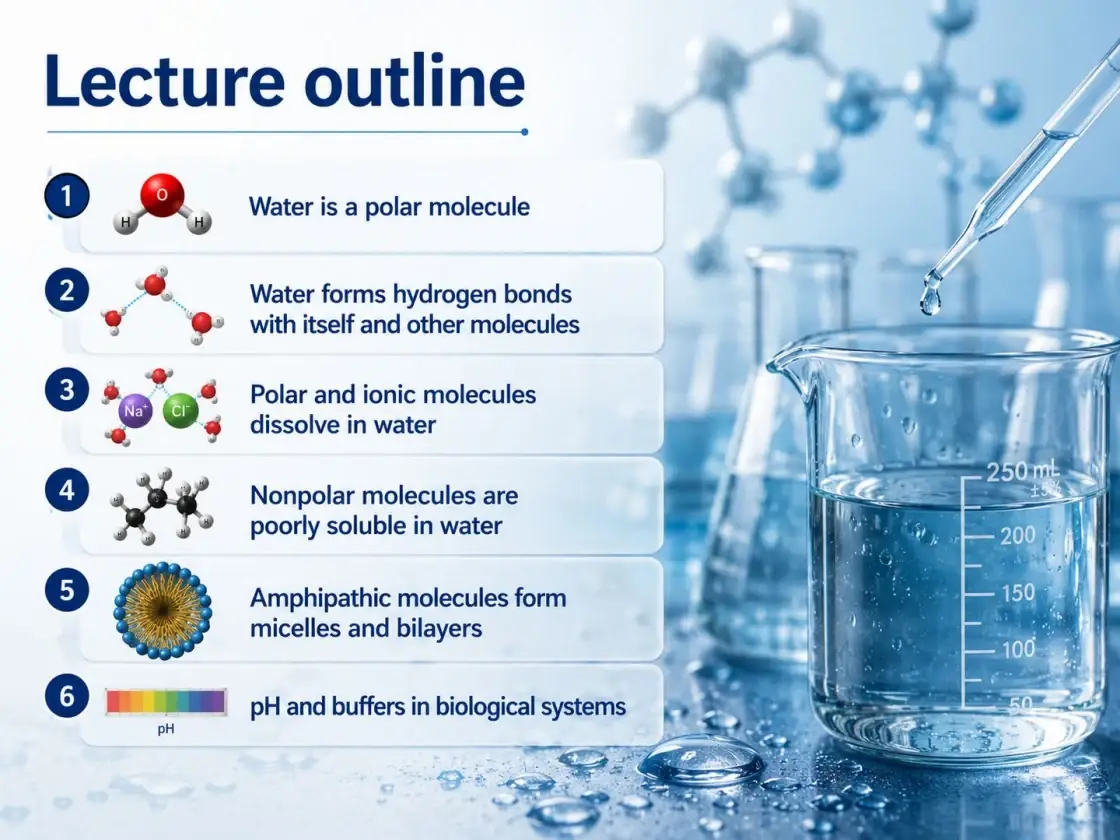 Lecture outline
1
O
H H
Water is a polar molecule
2
Water forms hydrogen bonds
with itself and other molecules
3
Na⁺ Cl⁻
Polar and ionic molecules
dissolve in water
4
Nonpolar molecules are
poorly soluble in water
5
Amphipathic molecules form
micelles and bilayers
6
pH
pH and buffers in biological systems
250 mL
200
150
100
50